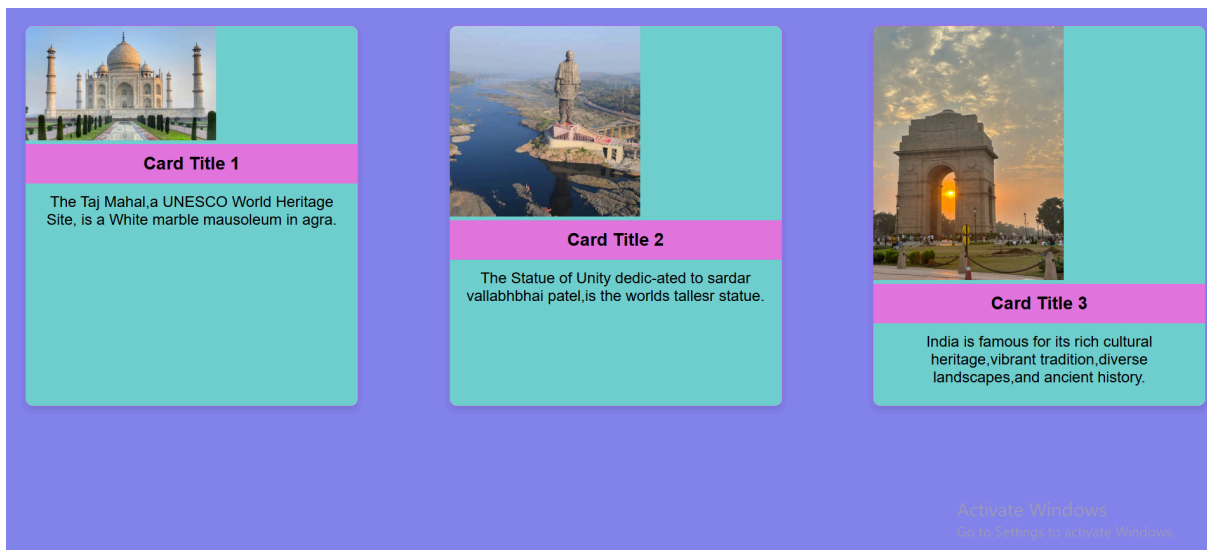 Card Title 1
The Taj Mahal,a UNESCO World Heritage
Site, is a White marble mausoleum in agra.
Card Title 2
The Statue of Unity dedic-ated to sardar
vallabhbhai patel,is the worlds tallesr statue.
Card Title 3
India is famous for its rich cultural
heritage,vibrant tradition,diverse
landscapes,and ancient history.
Activate Windows
Go to Settings to activate Windows.